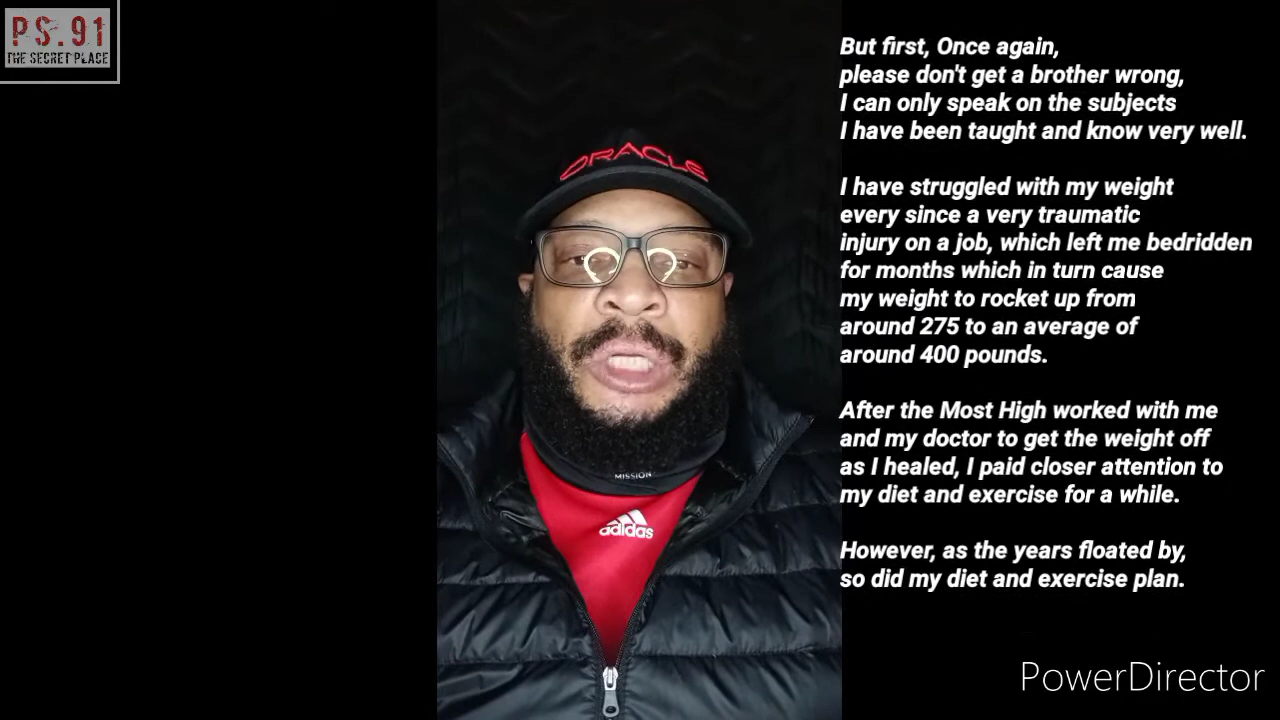 PS.91
THE SECRET PLACE
ORACLE
MISSION
adidas
But first, Once again,
please don't get a brother wrong,
I can only speak on the subjects
I have been taught and know very well.
I have struggled with my weight
every since a very traumatic
injury on a job, which left me bedridden
for months which in turn cause
my weight to rocket up from
around 275 to an average of
around 400 pounds.
After the Most High worked with me
and my doctor to get the weight off
as I healed, I paid closer attention to
my diet and exercise for a while.
However, as the years floated by,
so did my diet and exercise plan.
PowerDirector